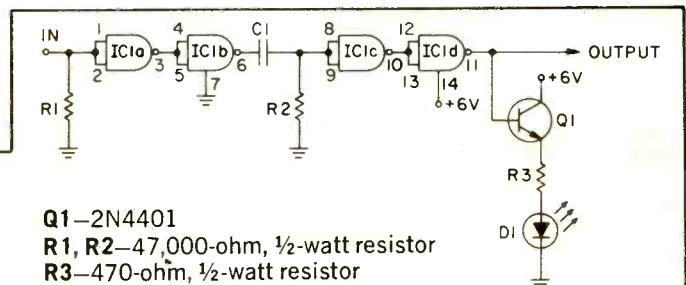 IN 1 2 IC1a 3 4 5 IC1b 6 7 C1 8 9 IC1c 10 12 13 IC1d 11 14 OUTPUT
R1 R2 +6V +6V
Q1
R3
D1
Q1—2N4401
R1, R2—47,000-ohm, ½-watt resistor
R3—470-ohm, ½-watt resistor